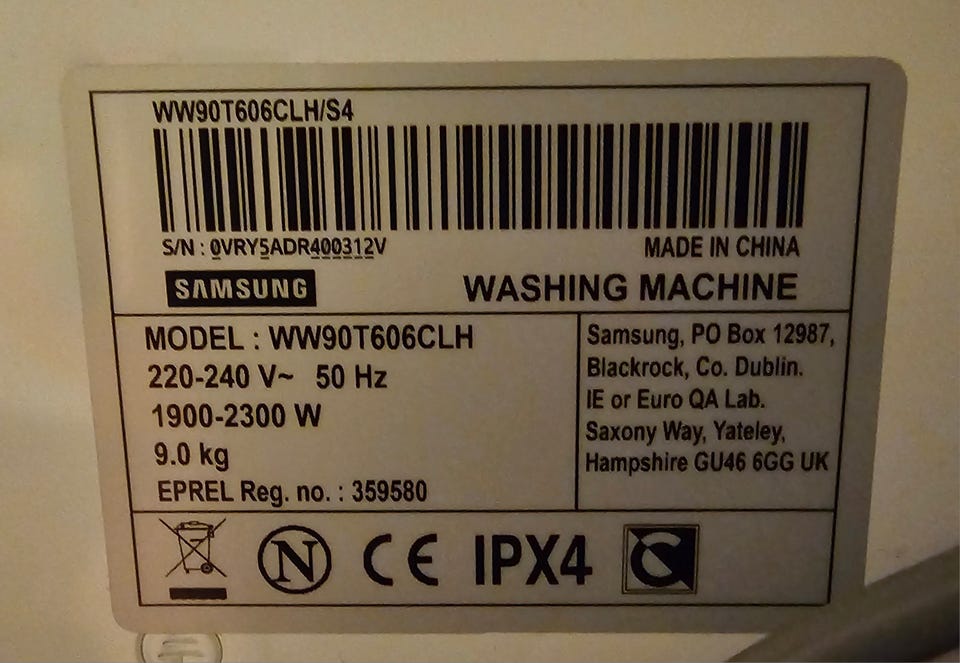 WW90T606CLH/S4
S/N : 0VRY5ADR400312V
MADE IN CHINA
SAMSUNG
WASHING MACHINE
MODEL : WW90T606CLH
220-240 V~ 50 Hz
1900-2300 W
9.0 kg
EPREL Reg. no. : 359580
Samsung, PO Box 12987,
Blackrock, Co. Dublin.
IE or Euro QA Lab.
Saxony Way, Yateley,
Hampshire GU46 6GG UK
N CE IPX4